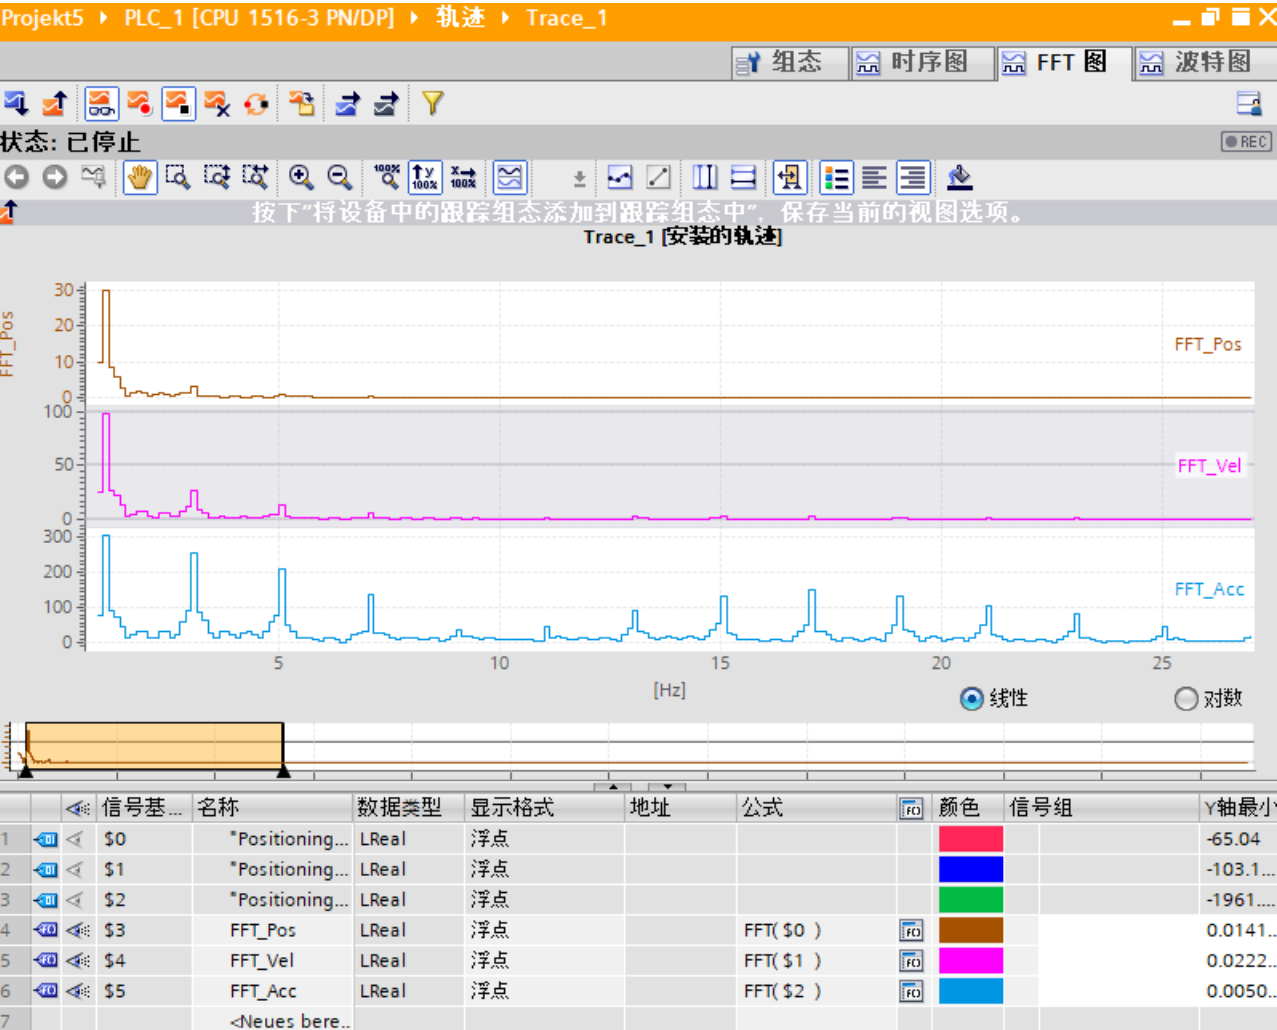 Projekt5 ▸ PLC_1 [CPU 1516-3 PN/DP] ▸ 轨迹 ▸ Trace_1
组态 时序图 FFT 图 波特图
状态: 已停止
REC
100% Y 100% X 100%
按下"将设备中的跟踪组态添加到跟踪组态中"，保存当前的视图选项。
Trace_1 [安装的轨迹]
FFT_Pos
30
20
10
0
FFT_Pos
100
50
0
FFT_Vel
300
200
100
0
FFT_Acc
5 10 15 20 25
[Hz]
线性 对数
信号基... 名称 数据类型 显示格式 地址 公式 f() 颜色 信号组 Y轴最小
1 $0 "Positioning... LReal 浮点 -65.04
2 $1 "Positioning... LReal 浮点 -103.1...
3 $2 "Positioning... LReal 浮点 -1961....
4 $3 FFT_Pos LReal 浮点 FFT( $0 ) f() 0.0141..
5 $4 FFT_Vel LReal 浮点 FFT( $1 ) f() 0.0222..
6 $5 FFT_Acc LReal 浮点 FFT( $2 ) f() 0.0050..
7 <Neues bere..